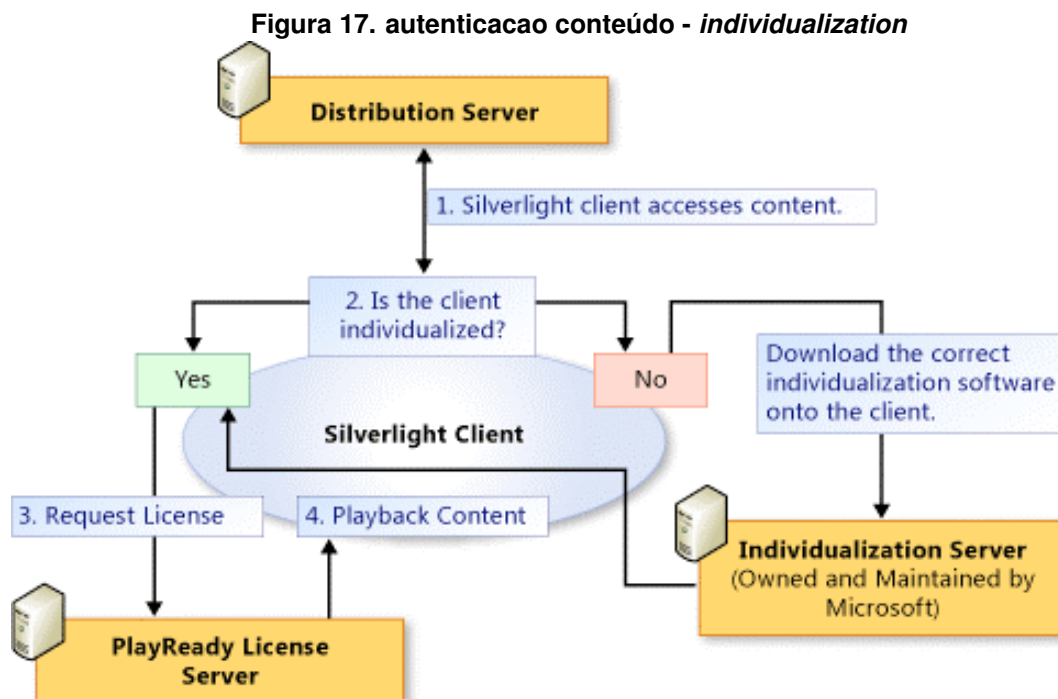 Figura 17. autenticacao conteúdo - individualization
Distribution Server
1. Silverlight client accesses content.
2. Is the client
individualized?
Yes
No
Download the correct
individualization software
onto the client.
Silverlight Client
3. Request License
4. Playback Content
Individualization Server
(Owned and Maintained by
Microsoft)
PlayReady License
Server